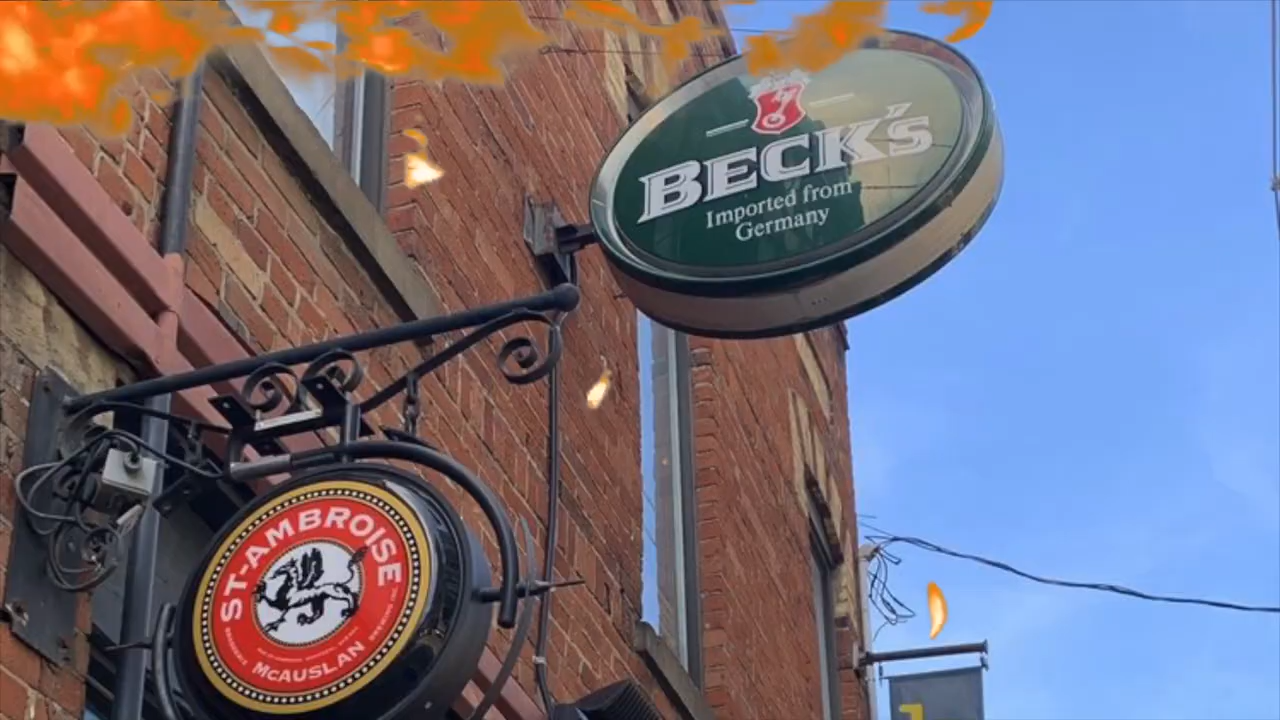 BECK'S
Imported from
Germany
ST-AMBROISE
McAUSLAN